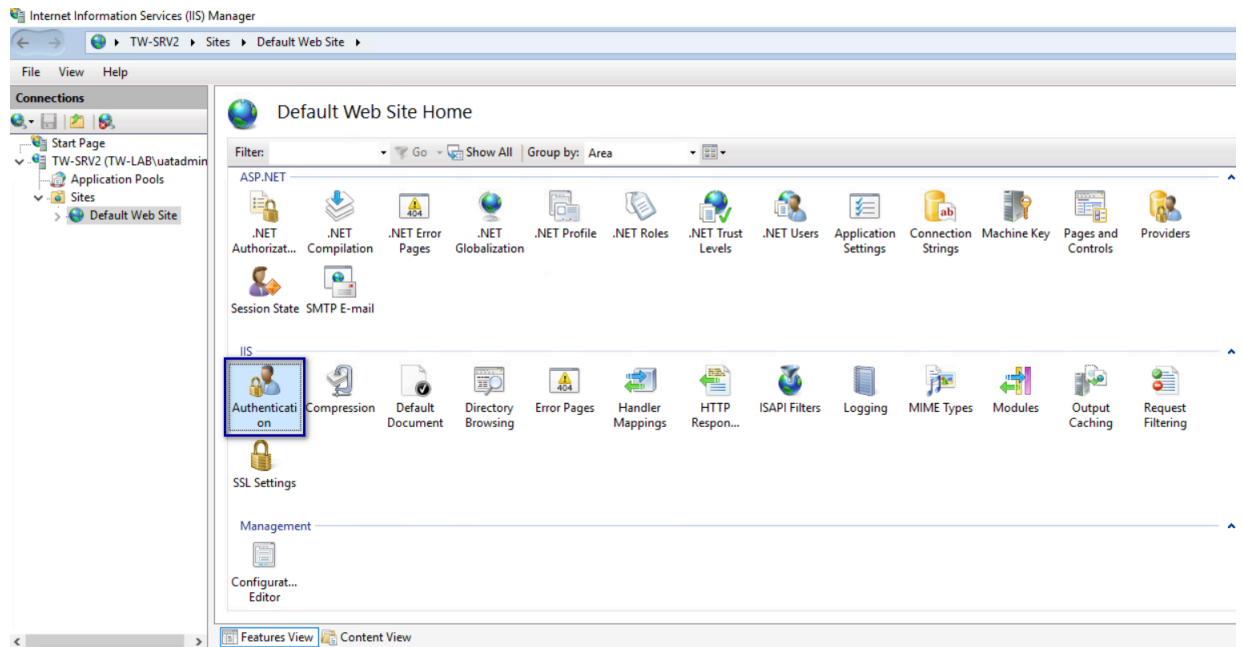 Internet Information Services (IIS) Manager
TW-SRV2 Sites Default Web Site
File View Help
Connections
Start Page
TW-SRV2 (TW-LAB\uatadmin
Application Pools
Sites
Default Web Site
Default Web Site Home
Filter: Go Show All Group by: Area
ASP.NET
.NET .NET .NET Error .NET .NET Profile .NET Roles .NET Trust .NET Users Application Connection Machine Key Pages and Providers
Authorizat... Compilation Pages Globalization Levels Settings Strings Controls
404
ab
Session State SMTP E-mail
IIS
404
Authenticati Compression Default Directory Error Pages Handler HTTP ISAPI Filters Logging MIME Types Modules Output Request
on Document Browsing Mappings Respon... Caching Filtering
SSL Settings
Management
Configurat...
Editor
Features View Content View